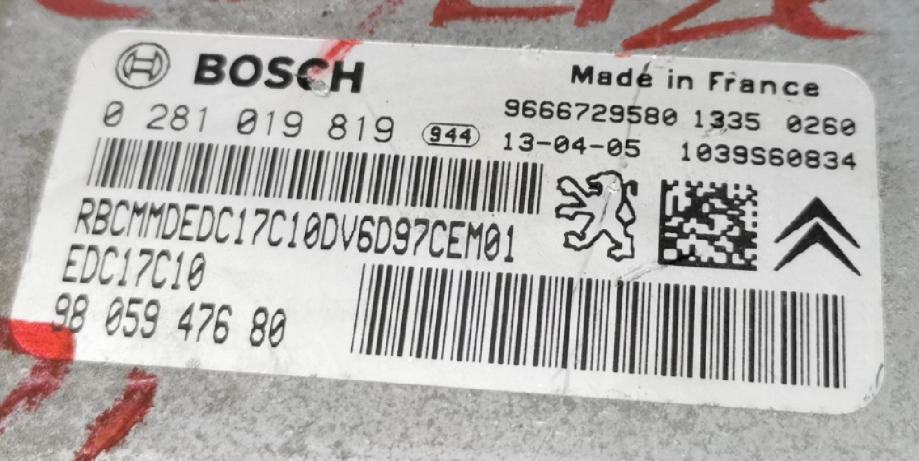 BOSCH
Made in France
0 281 019 819 944
9666729580 1335 0260
13-04-05 1039S60834
RBCMMDEDC17C10DV6D97CEM01
EDC17C10
98 059 476 80